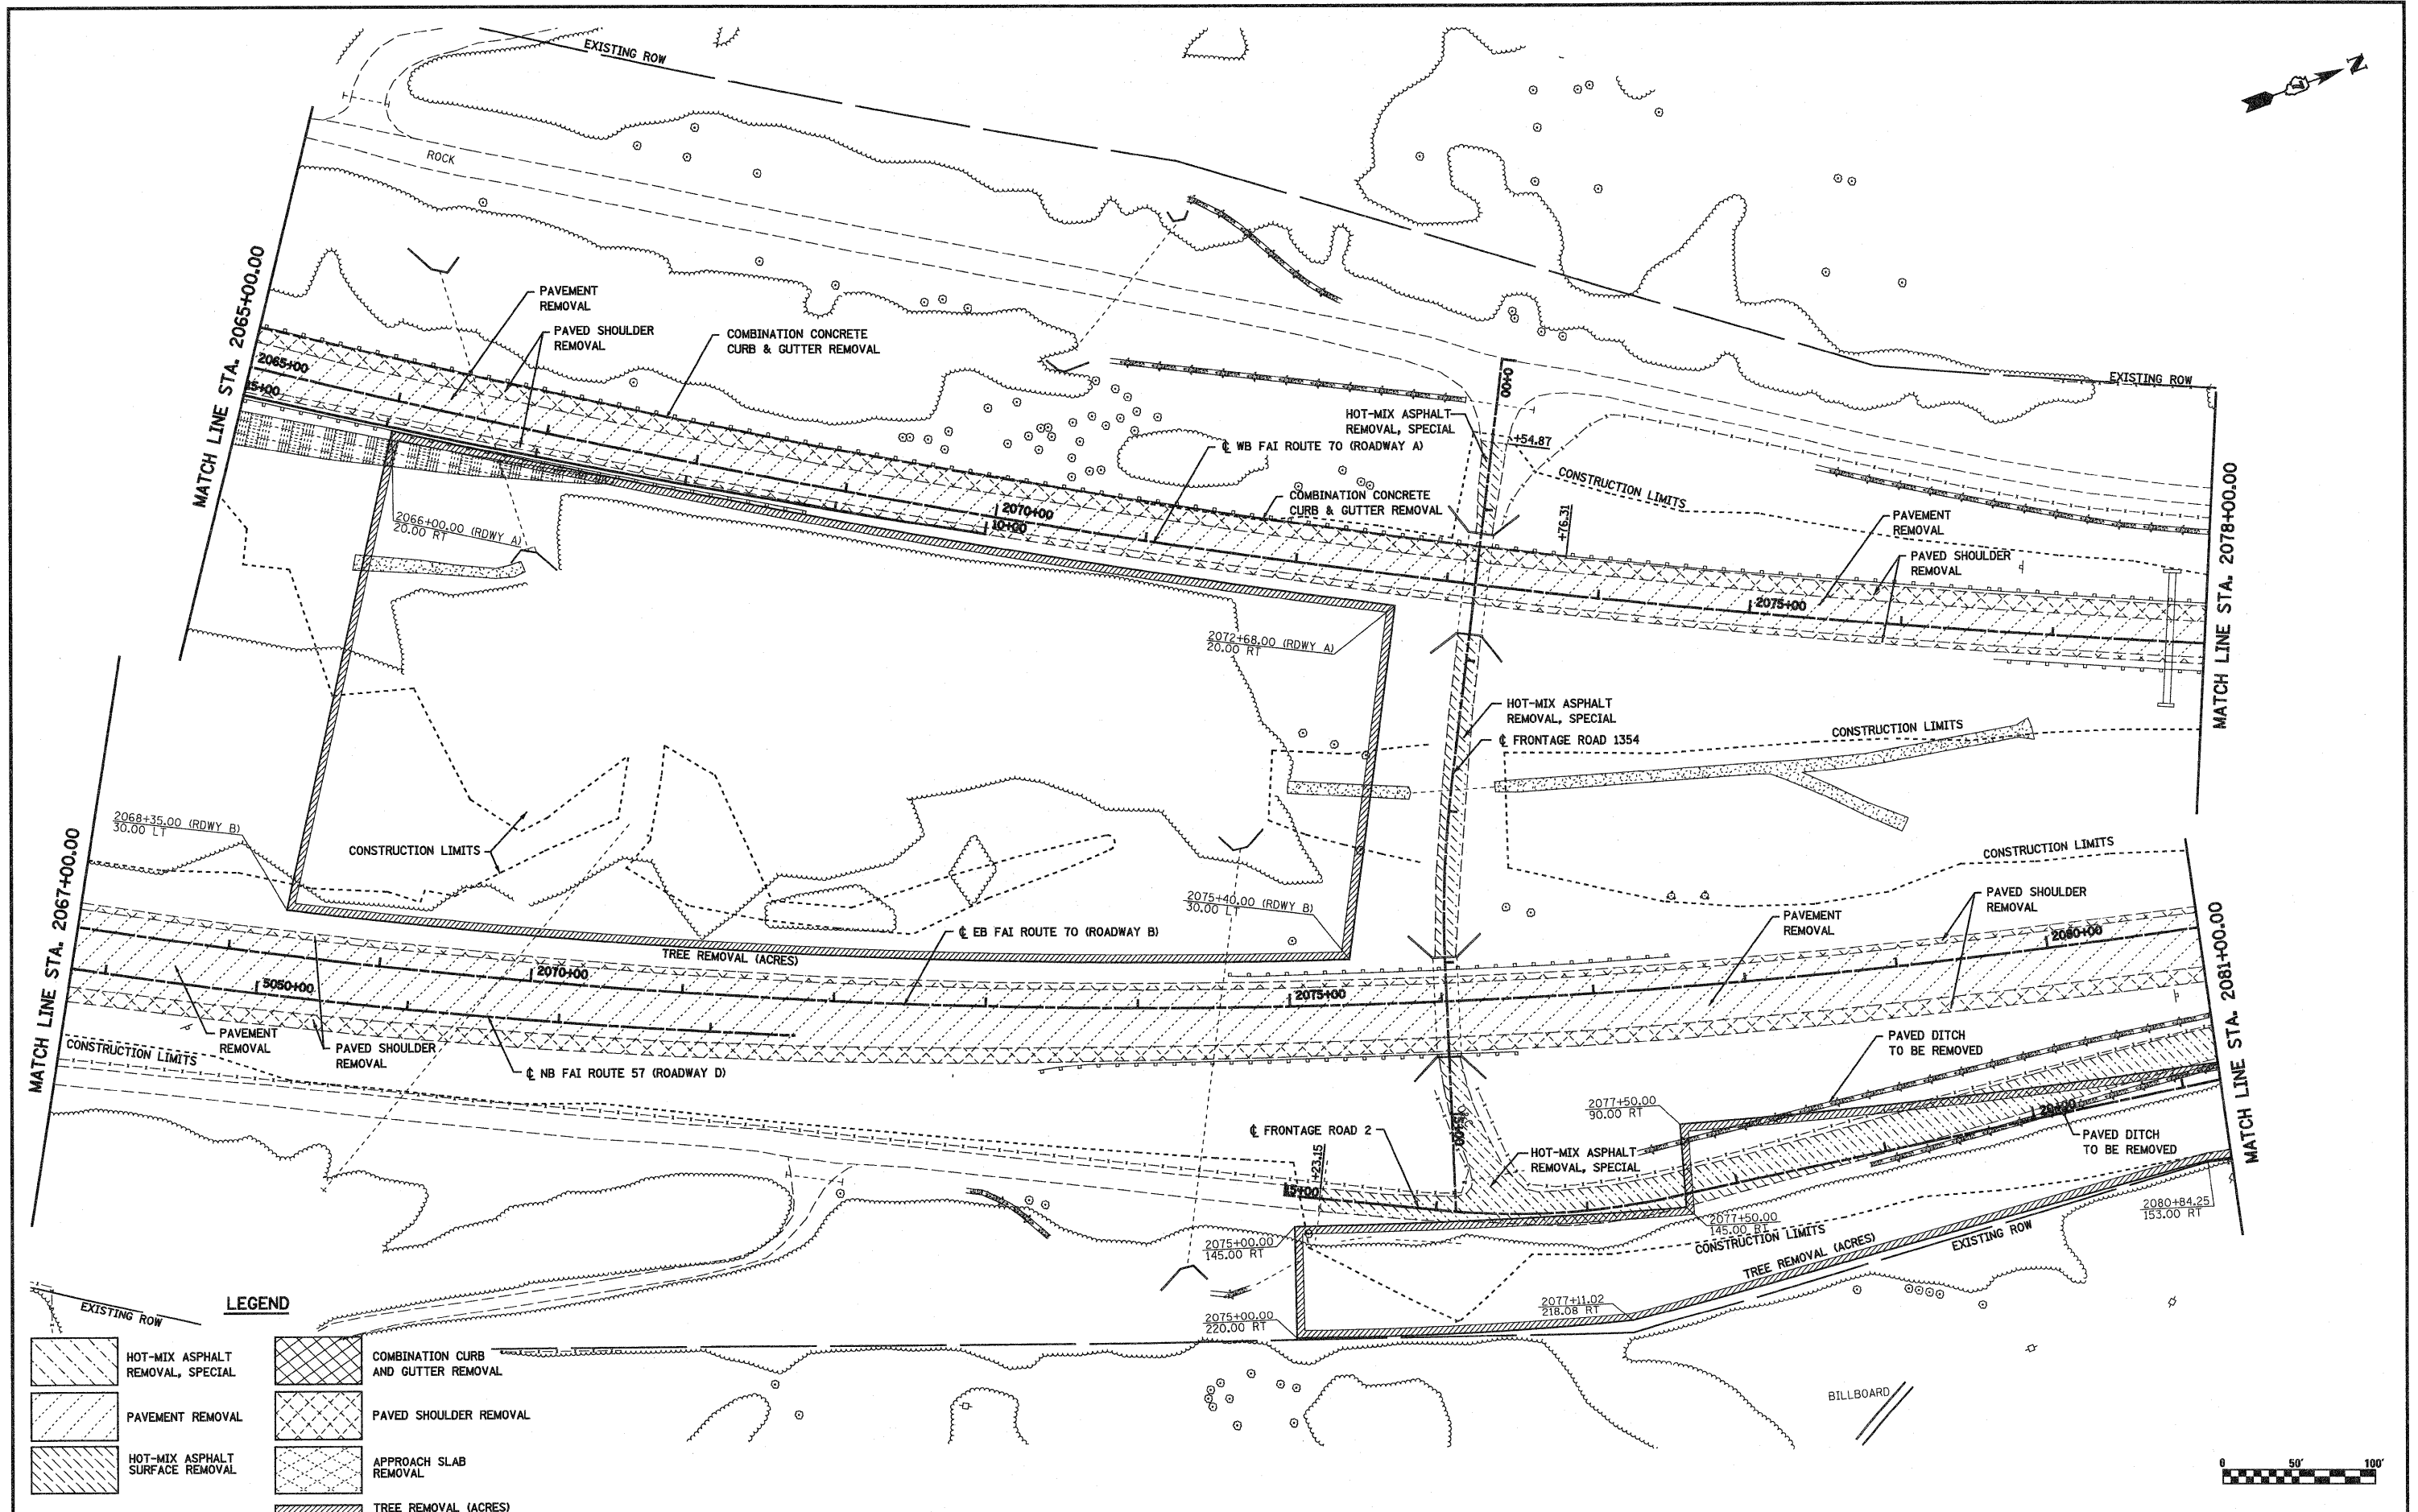 EXISTING ROW
N
ROCK
MATCH LINE STA. 2065+00.00
PAVEMENT
REMOVAL
PAVED SHOULDER
REMOVAL
COMBINATION CONCRETE
CURB & GUTTER REMOVAL
2065+00
EXISTING ROW
0+00
HOT-MIX ASPHALT
REMOVAL, SPECIAL
+54.87
℄ WB FAI ROUTE 70 (ROADWAY A)
CONSTRUCTION LIMITS
COMBINATION CONCRETE
CURB & GUTTER REMOVAL
2070+00
10+00
+76.31
PAVEMENT
REMOVAL
PAVED SHOULDER
REMOVAL
MATCH LINE STA. 2078+00.00
2066+00.00 (RDWY A)
20.00 RT
2075+00
2072+68.00 (RDWY A)
20.00 RT
HOT-MIX ASPHALT
REMOVAL, SPECIAL
℄ FRONTAGE ROAD 1354
CONSTRUCTION LIMITS
2068+35.00 (RDWY B)
30.00 LT
CONSTRUCTION LIMITS
CONSTRUCTION LIMITS
MATCH LINE STA. 2067+00.00
2075+40.00 (RDWY B)
30.00 LT
PAVED SHOULDER
REMOVAL
PAVEMENT
REMOVAL
℄ EB FAI ROUTE 70 (ROADWAY B)
TREE REMOVAL (ACRES)
2080+00
2070+00
5050+00
2075+00
MATCH LINE STA. 2081+00.00
PAVEMENT
REMOVAL
PAVED SHOULDER
REMOVAL
CONSTRUCTION LIMITS
℄ NB FAI ROUTE 57 (ROADWAY D)
PAVED DITCH
TO BE REMOVED
2077+50.00
90.00 RT
20+00
℄ FRONTAGE ROAD 2
+23.15
15+00
HOT-MIX ASPHALT
REMOVAL, SPECIAL
PAVED DITCH
TO BE REMOVED
2077+50.00
145.00 RT
2080+84.25
153.00 RT
2075+00.00
145.00 RT
CONSTRUCTION LIMITS
TREE REMOVAL (ACRES)
EXISTING ROW
2077+11.02
218.08 RT
2075+00.00
220.00 RT
EXISTING ROW
LEGEND
HOT-MIX ASPHALT
REMOVAL, SPECIAL
COMBINATION CURB
AND GUTTER REMOVAL
PAVEMENT REMOVAL
PAVED SHOULDER REMOVAL
HOT-MIX ASPHALT
SURFACE REMOVAL
APPROACH SLAB
REMOVAL
TREE REMOVAL (ACRES)
BILLBOARD
0 50' 100'